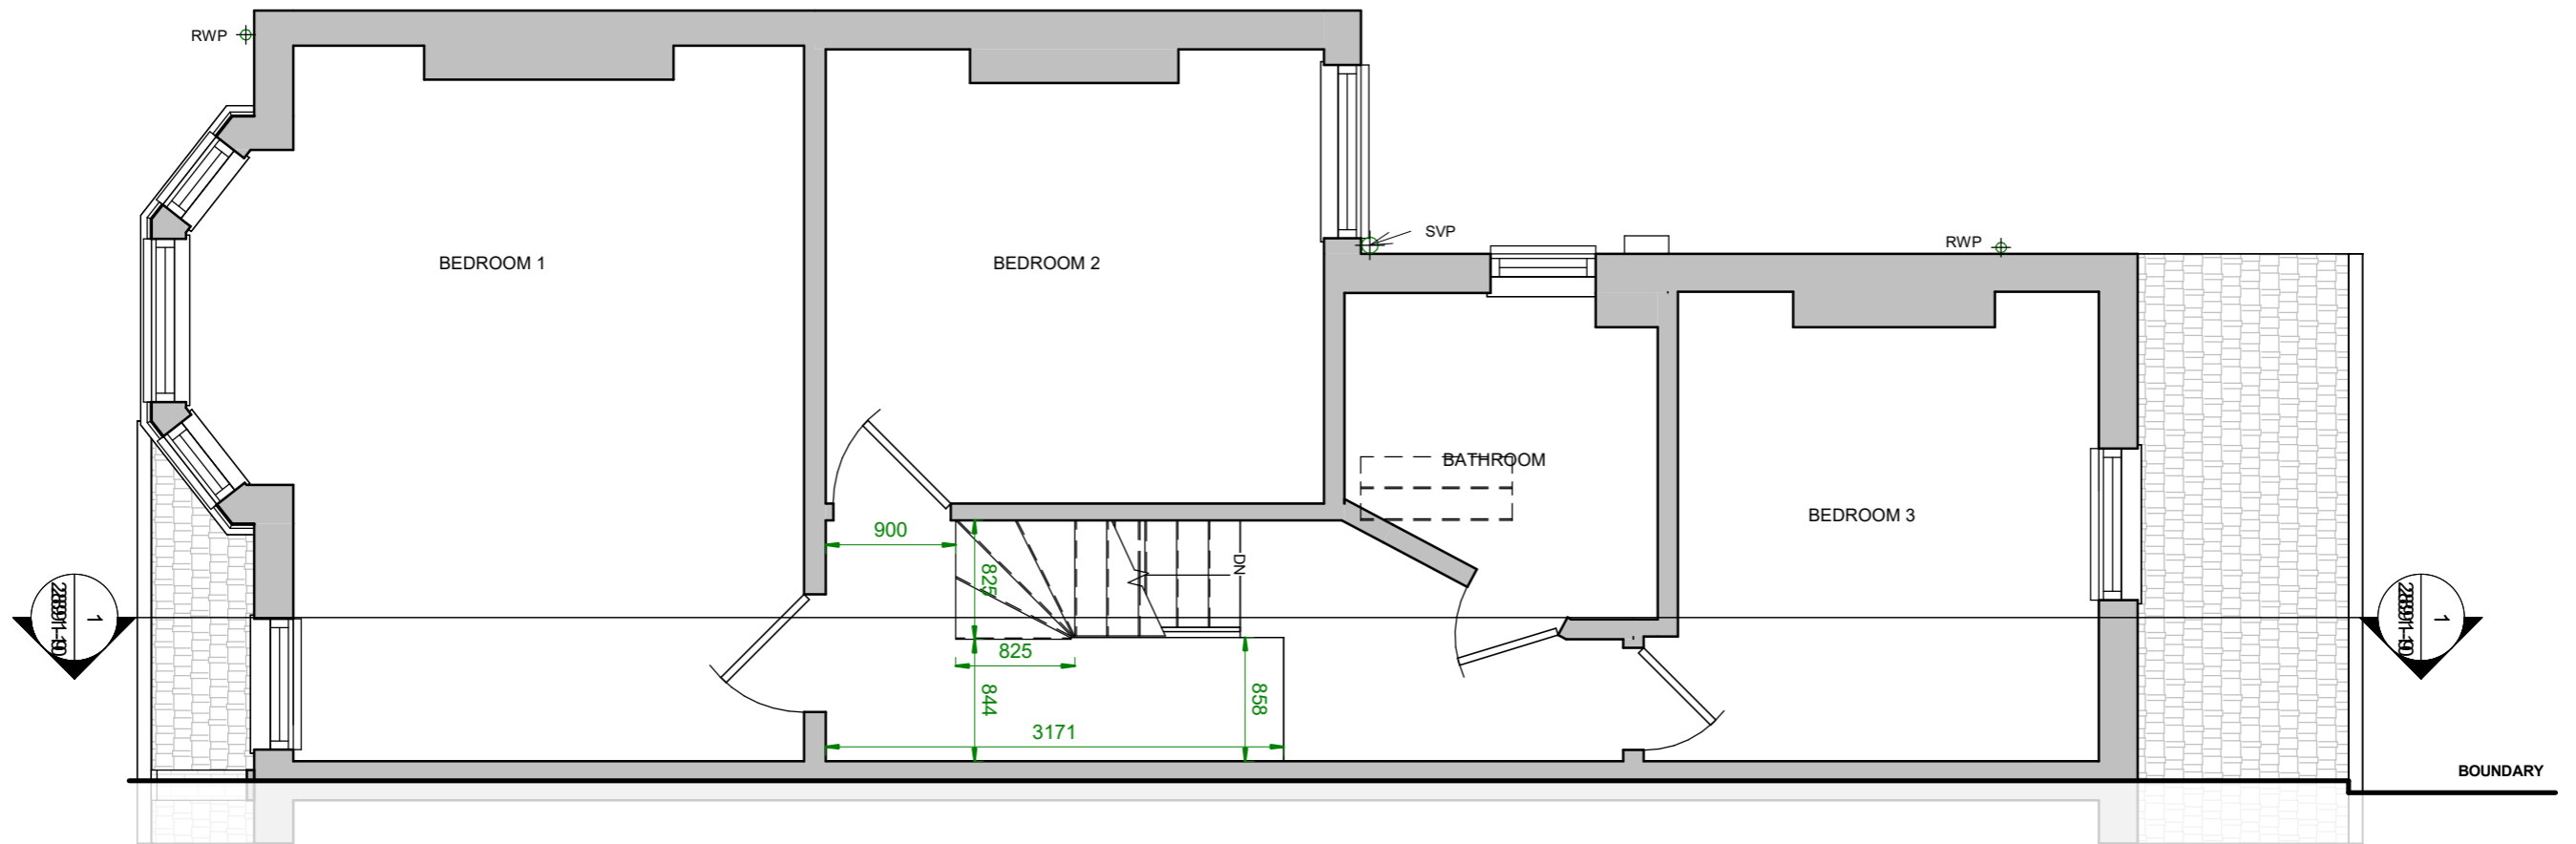 RWP
SVP
RWP
BEDROOM 1
BEDROOM 2
BATHROOM
BEDROOM 3
900
825
DN
1
1
825
844
858
3171
BOUNDARY